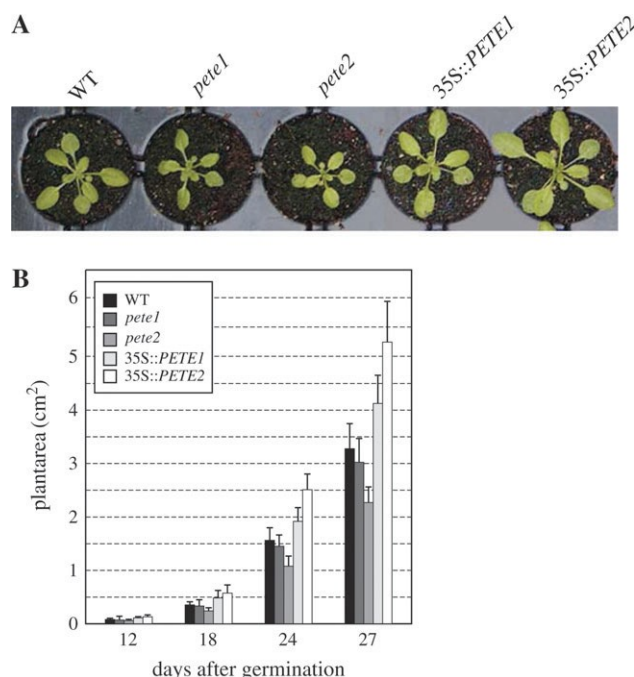 A
WT
pete1
pete2
35S::PETE1
35S::PETE2
B
WT
pete1
pete2
35S::PETE1
35S::PETE2
plantarea (cm²)
6
5
4
3
2
1
0
12 18 24 27
days after germination